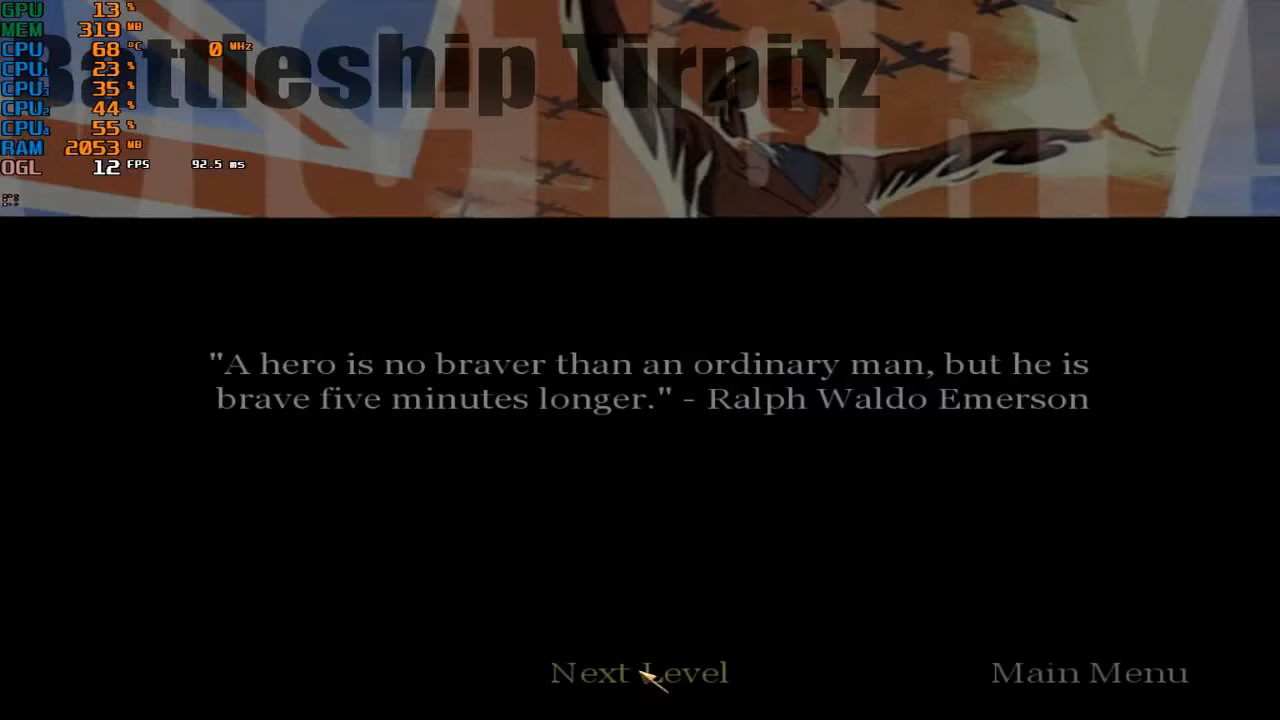 GPU 13 %
MEM 319 MB
CPU 68 °C 0 MHz
Battleship Tirpitz
CPU1 23 %
CPU3 35 %
CPU2 44 %
CPU4 55 %
RAM 2053 MB
OGL 12 FPS 92.5 ms
"A hero is no braver than an ordinary man, but he is
brave five minutes longer." - Ralph Waldo Emerson
Next Level
Main Menu